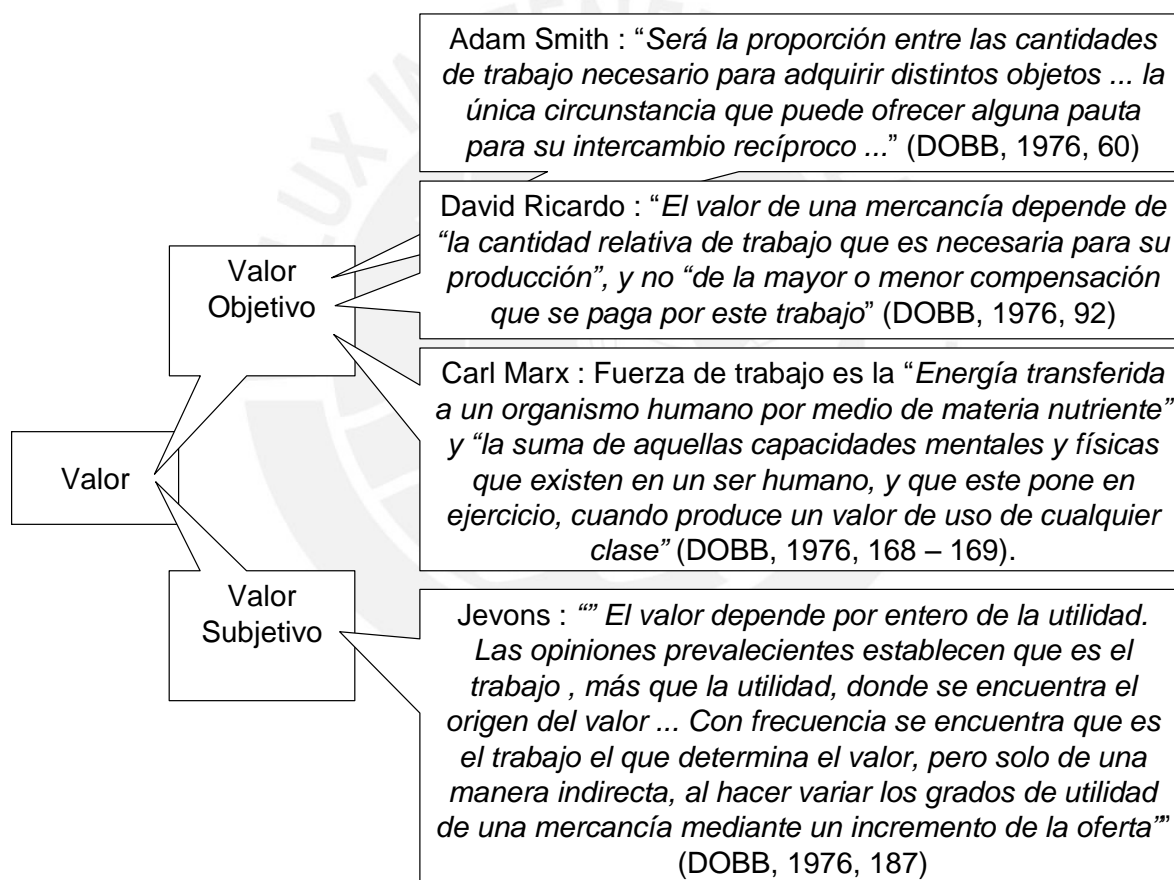 Adam Smith : “Será la proporción entre las cantidades
de trabajo necesario para adquirir distintos objetos ... la
única circunstancia que puede ofrecer alguna pauta
para su intercambio recíproco ...” (DOBB, 1976, 60)
David Ricardo : “El valor de una mercancía depende de
“la cantidad relativa de trabajo que es necesaria para su
producción”, y no “de la mayor o menor compensación
que se paga por este trabajo” (DOBB, 1976, 92)
Valor
Objetivo
Carl Marx : Fuerza de trabajo es la “Energía transferida
a un organismo humano por medio de materia nutriente”
y “la suma de aquellas capacidades mentales y físicas
que existen en un ser humano, y que este pone en
ejercicio, cuando produce un valor de uso de cualquier
clase” (DOBB, 1976, 168 – 169).
Valor
Valor
Subjetivo
Jevons : “” El valor depende por entero de la utilidad.
Las opiniones prevalecientes establecen que es el
trabajo , más que la utilidad, donde se encuentra el
origen del valor ... Con frecuencia se encuentra que es
el trabajo el que determina el valor, pero solo de una
manera indirecta, al hacer variar los grados de utilidad
de una mercancía mediante un incremento de la oferta””
(DOBB, 1976, 187)